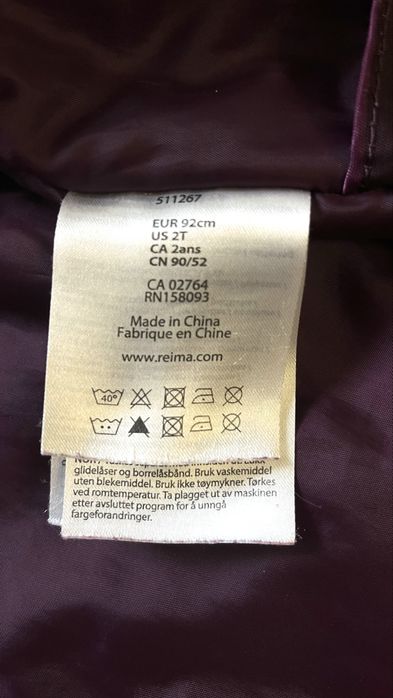 511267
EUR 92cm
US 2T
CA 2ans
CN 90/52
CA 02764
RN158093
Made in China
Fabrique en Chine
www.reima.com
40°
glidelåser og borrelåsbånd. Bruk vaskemiddel
uten blekemiddel. Bruk ikke tøymykner. Tørkes
ved romtemperatur. Ta plagget ut av maskinen
etter avsluttet program for å unngå
fargeforandringer.